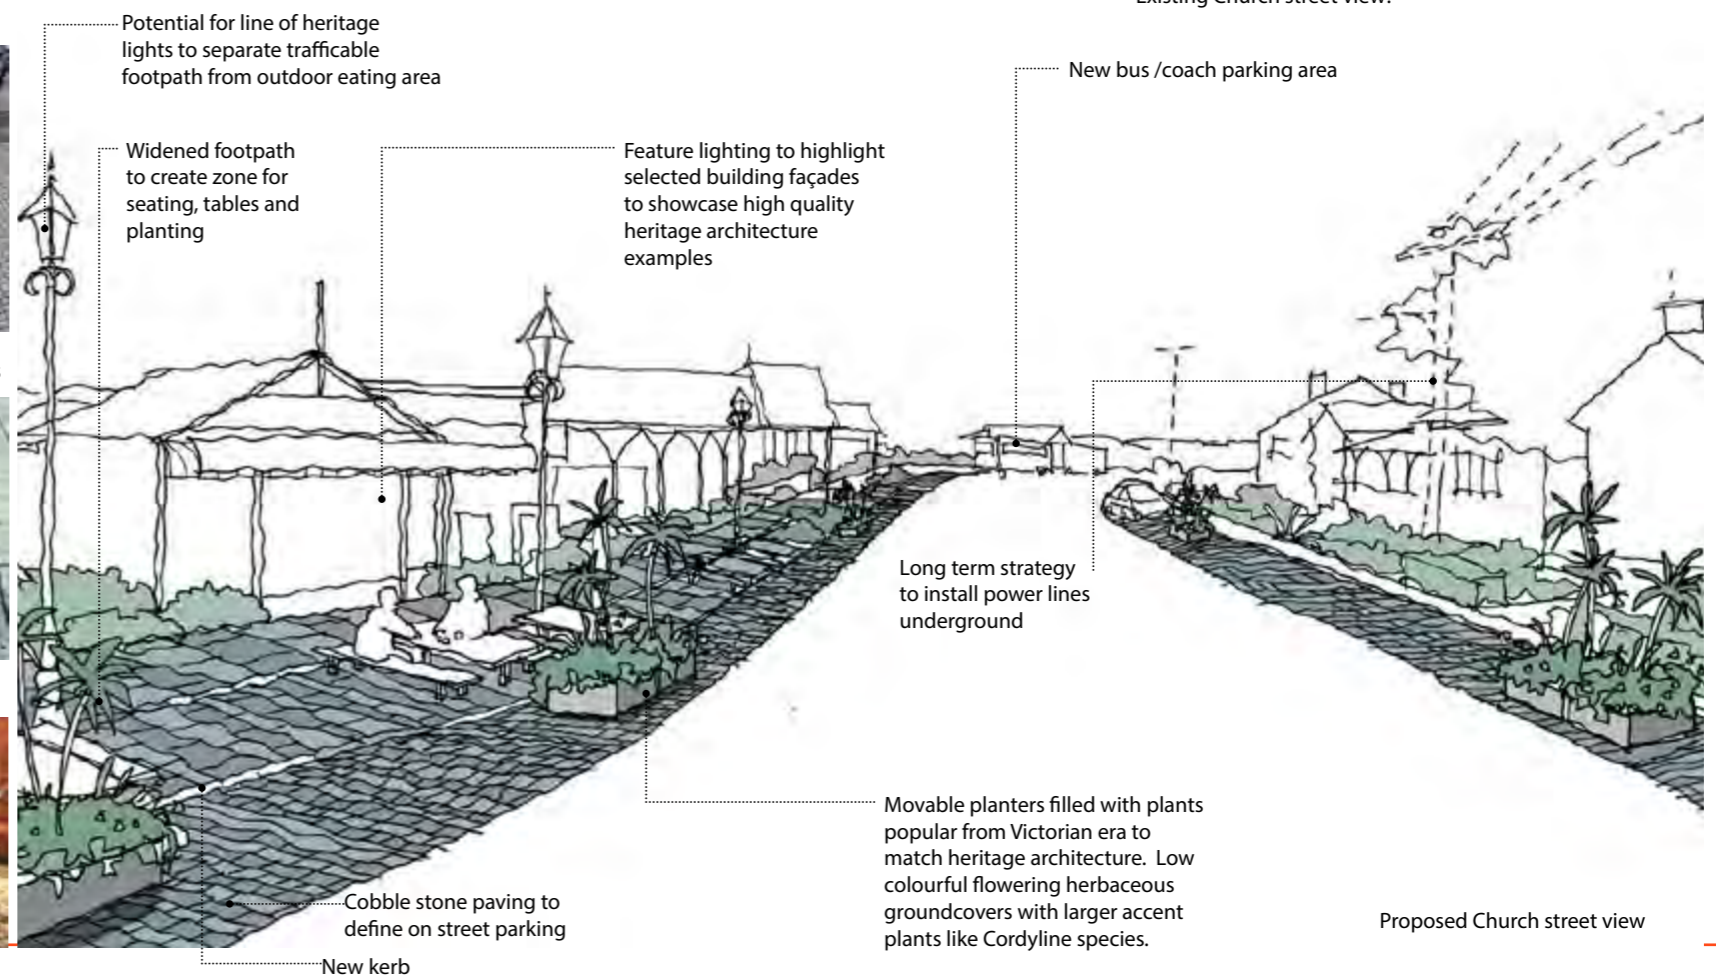 Existing Church street view.
Potential for line of heritage
lights to separate trafficable
footpath from outdoor eating area
New bus /coach parking area
Widened footpath
to create zone for
seating, tables and
planting
Feature lighting to highlight
selected building façades
to showcase high quality
heritage architecture
examples
Long term strategy
to install power lines
underground
Movable planters filled with plants
popular from Victorian era to
match heritage architecture.  Low
colourful flowering herbaceous
groundcovers with larger accent
plants like Cordyline species.
Cobble stone paving to
define on street parking
New kerb
Proposed Church street view